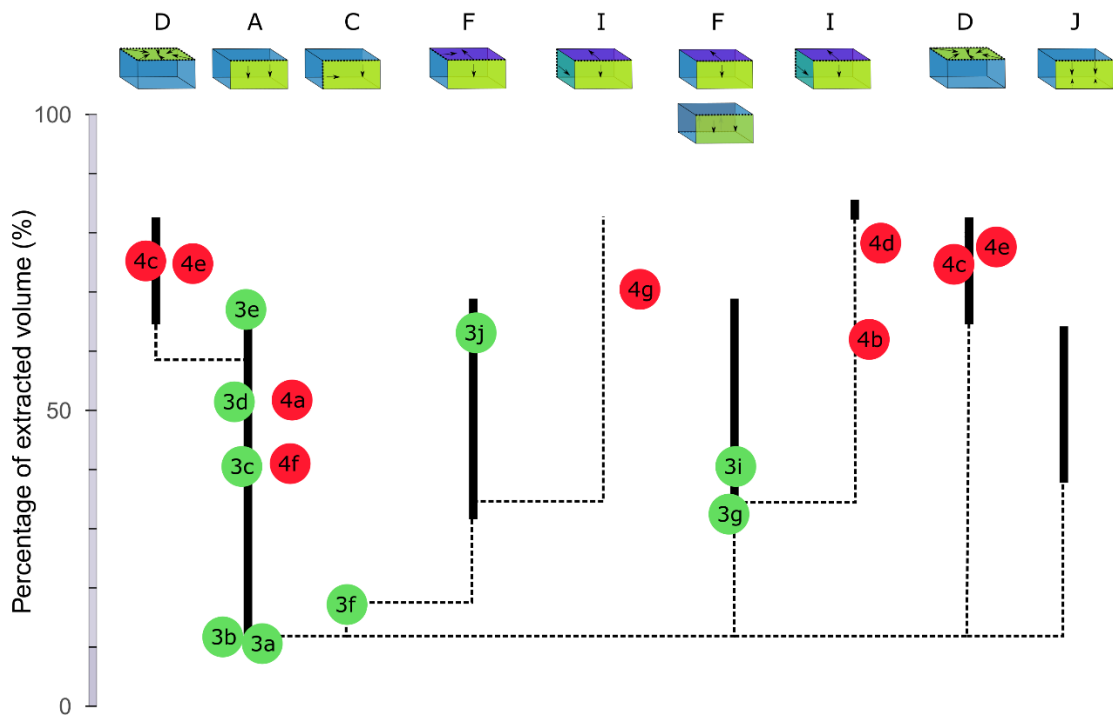 D A C F I F I D J
100
4d
4e
4c 4e
4c
4g
3e
3j
4b
3d 4a
50
3c 4f
3i
3g
3f
3b 3a
0
Percentage of extracted volume (%)